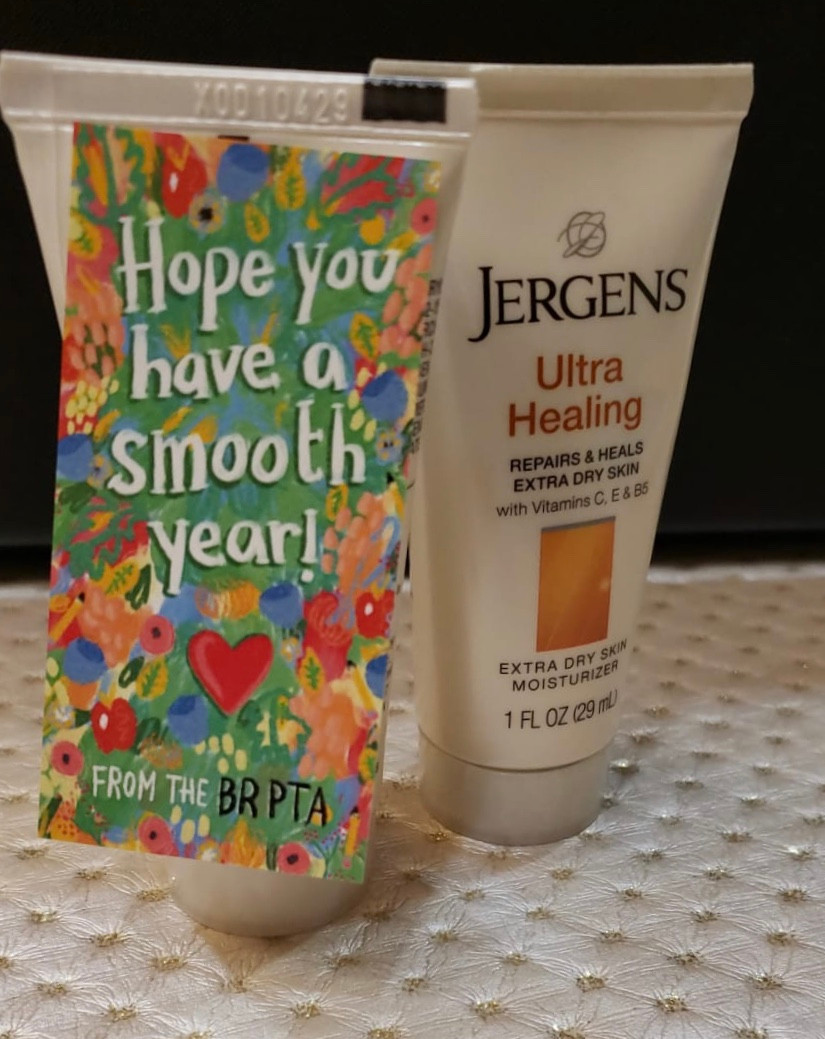 X0D10429
Hope you
have a
smooth
year!
FROM THE BR PTA
JERGENS
Ultra
Healing
REPAIRS & HEALS
EXTRA DRY SKIN
with Vitamins C, E & B5
EXTRA DRY SKIN
MOISTURIZER
1 FL OZ (29 mL)